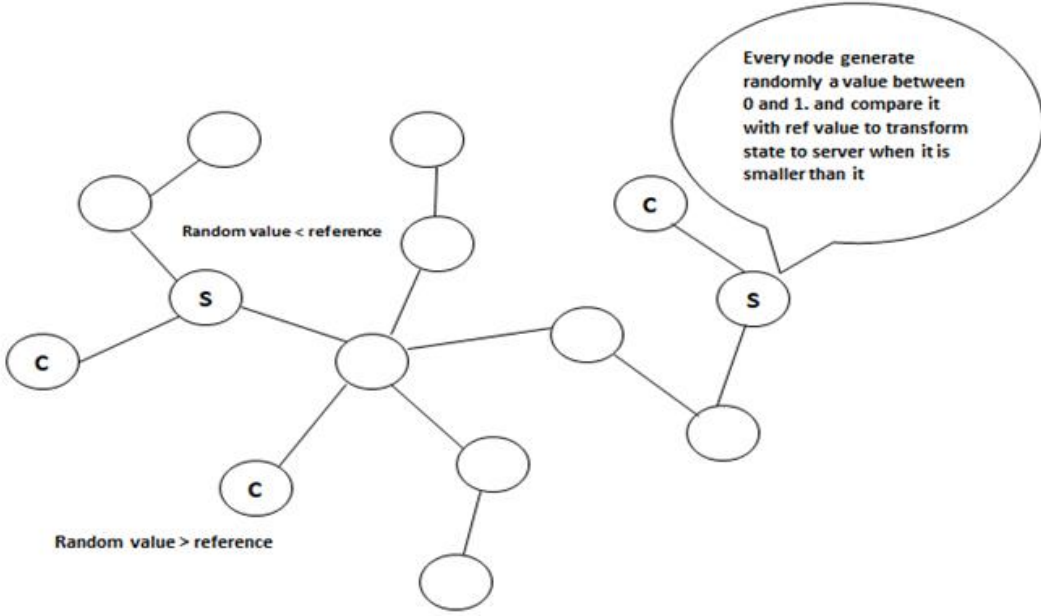 Every node generate
randomly a value between
0 and 1. and compare it
with ref value to transform
state to server when it is
smaller than it
C
Random value < reference
S
S
C
C
Random value > reference